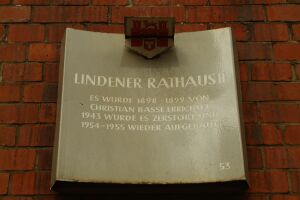 LINDENER RATHAUS II
ES WURDE 1898 - 1899 VON
CHRISTIAN BASSE ERRICHTET
1943 WURDE ES ZERSTÖRT UND
1954 - 1955 WIEDER AUFGEBAUT
53